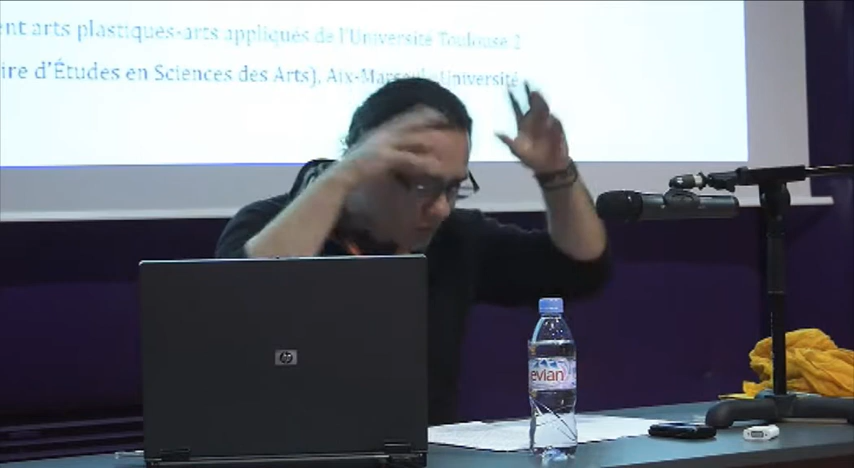 ent arts plastiques-arts appliqués de l'Université Toulouse 2
ire d'Études en Sciences des Arts), Aix-Marseille Université
hp
evian